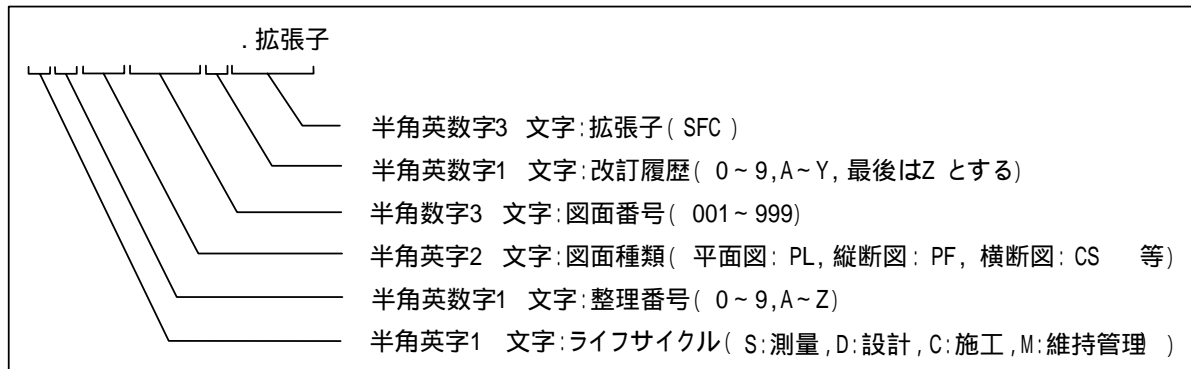 .拡張子
半角英数字3 文字:拡張子( SFC )
半角英数字1 文字:改訂履歴( 0~9,A~Y, 最後はZ とする)
半角数字3 文字:図面番号( 001~999)
半角英字2 文字:図面種類( 平面図: PL, 縦断図: PF, 横断図: CS 等)
半角英数字1 文字:整理番号( 0~9,A~Z)
半角英字1 文字:ライフサイクル( S:測量,D:設計,C:施工,M:維持管理 )